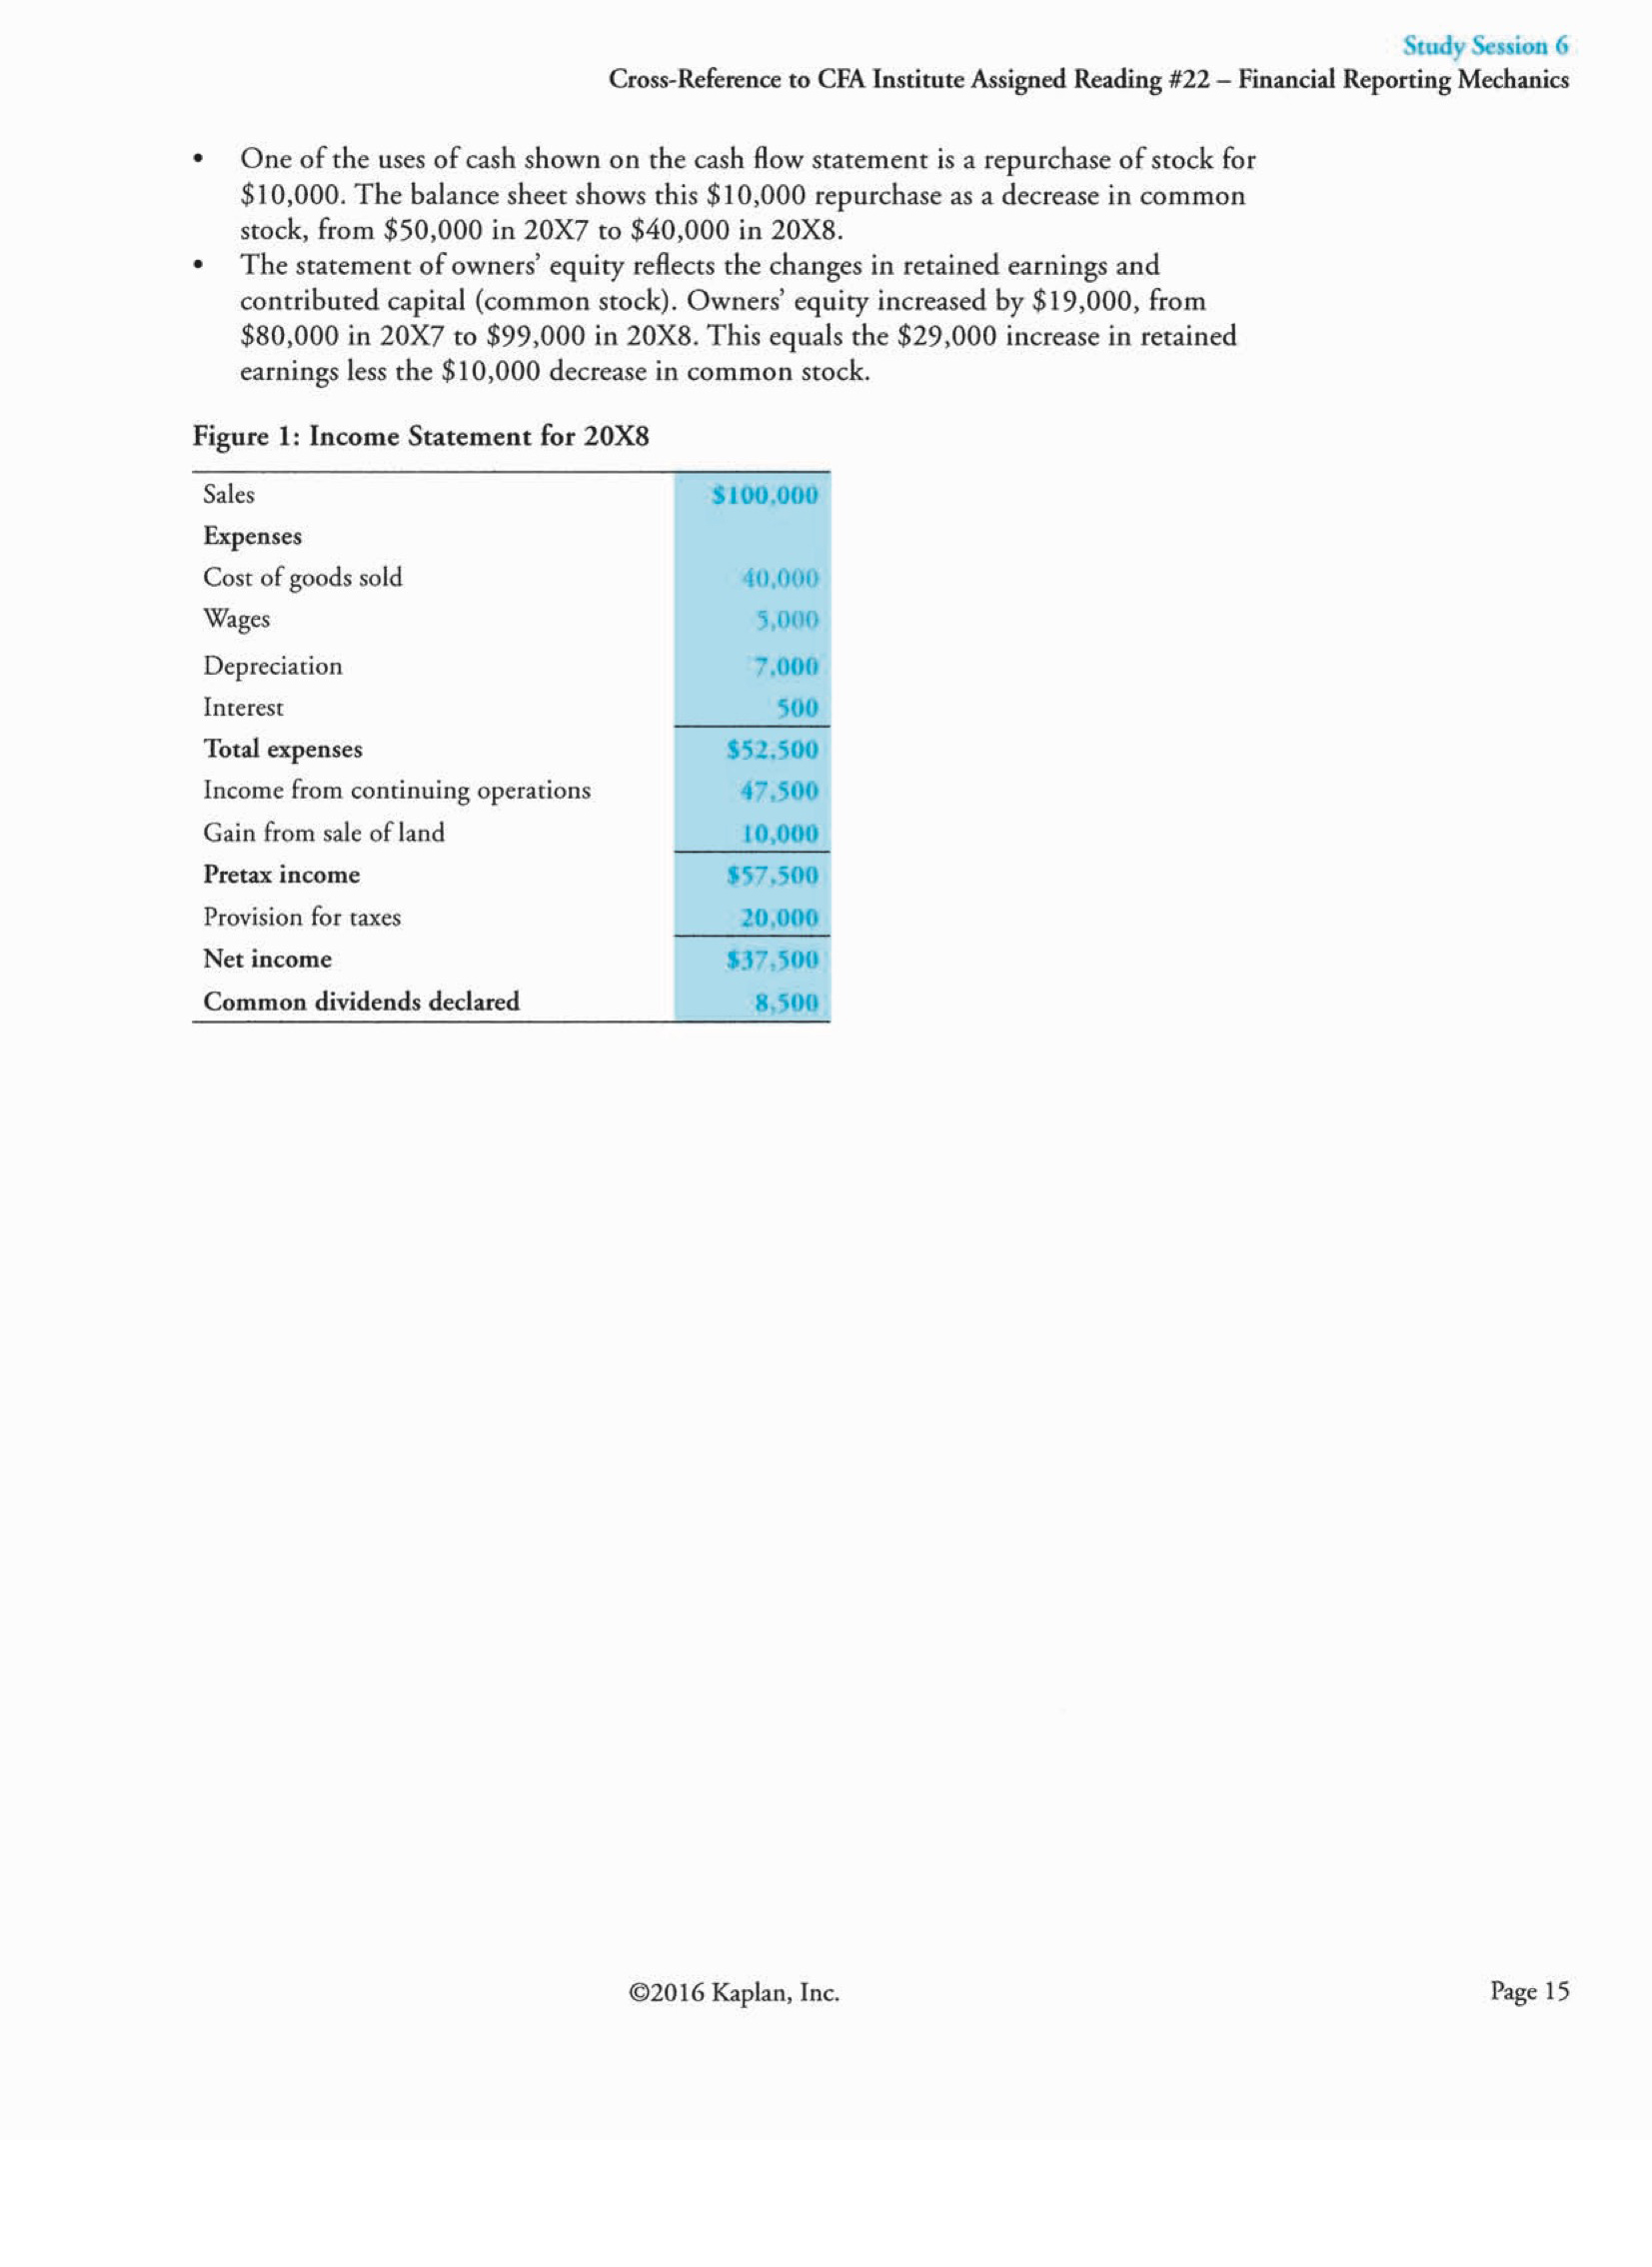 Study Session 6
Cross-Reference to CFA Institute Assigned Reading #22 – Financial Reporting Mechanics
• One of the uses of cash shown on the cash flow statement is a repurchase of stock for
$10,000. The balance sheet shows this $10,000 repurchase as a decrease in common
stock, from $50,000 in 20X7 to $40,000 in 20X8.
• The statement of owners’ equity reflects the changes in retained earnings and
contributed capital (common stock). Owners’ equity increased by $19,000, from
$80,000 in 20X7 to $99,000 in 20X8. This equals the $29,000 increase in retained
earnings less the $10,000 decrease in common stock.
Figure 1: Income Statement for 20X8
Sales $100,000
Expenses
Cost of goods sold 40,000
Wages 5,000
Depreciation 7,000
Interest 500
Total expenses $52,500
Income from continuing operations 47,500
Gain from sale of land 10,000
Pretax income $57,500
Provision for taxes 20,000
Net income $37,500
Common dividends declared 8,500
©2016 Kaplan, Inc. Page 15